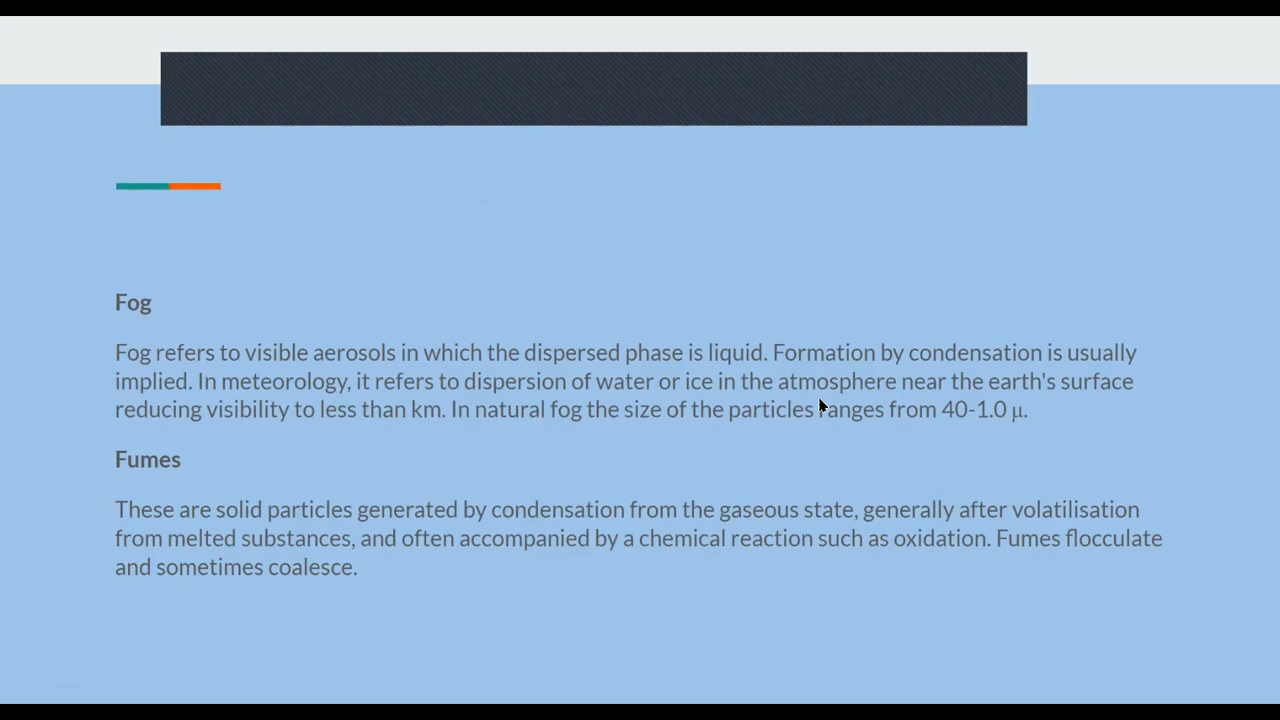 Fog
Fog refers to visible aerosols in which the dispersed phase is liquid. Formation by condensation is usually
implied. In meteorology, it refers to dispersion of water or ice in the atmosphere near the earth's surface
reducing visibility to less than km. In natural fog the size of the particles ranges from 40-1.0 μ.
Fumes
These are solid particles generated by condensation from the gaseous state, generally after volatilisation
from melted substances, and often accompanied by a chemical reaction such as oxidation. Fumes flocculate
and sometimes coalesce.